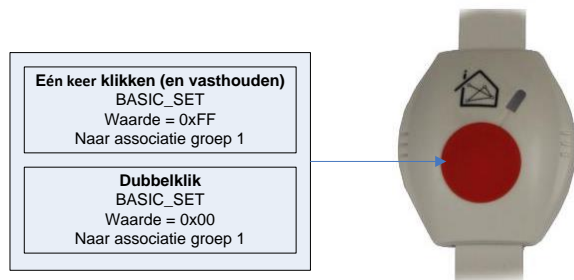 Eén keer klikken (en vasthouden)
BASIC_SET
Waarde = 0xFF
Naar associatie groep 1
Dubbelklik
BASIC_SET
Waarde = 0x00
Naar associatie groep 1